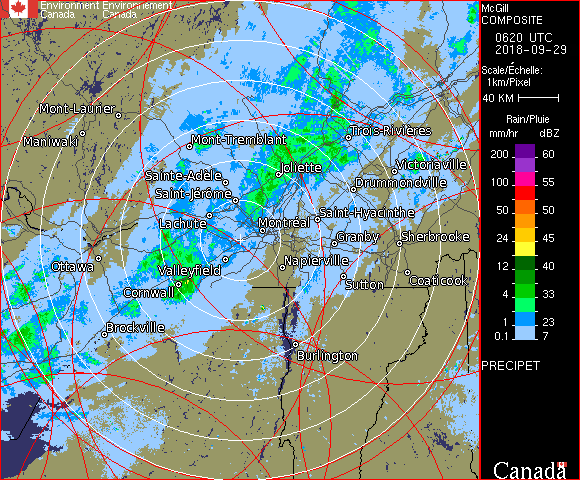 Environment Environnement
Canada Canada
McGill
COMPOSITE
0620 UTC
2018-09-29
Scale/Échelle:
1km/Pixel
40 KM
Rain/Pluie
mm/hr dBZ
200 60
100 55
50 50
24 45
12 40
4 33
1 23
0.1 7
PRECIPET
Canada
Mont-Laurier
Maniwaki
Mont-Tremblant
Trois-Rivières
Sainte-Adèle
Joliette
Victoriaville
Saint-Jérôme
Drummondville
Lachute
Montréal
Saint-Hyacinthe
Granby
Sherbrooke
Ottawa
Valleyfield
Napierville
Cornwall
Sutton
Coaticook
Brockville
Burlington